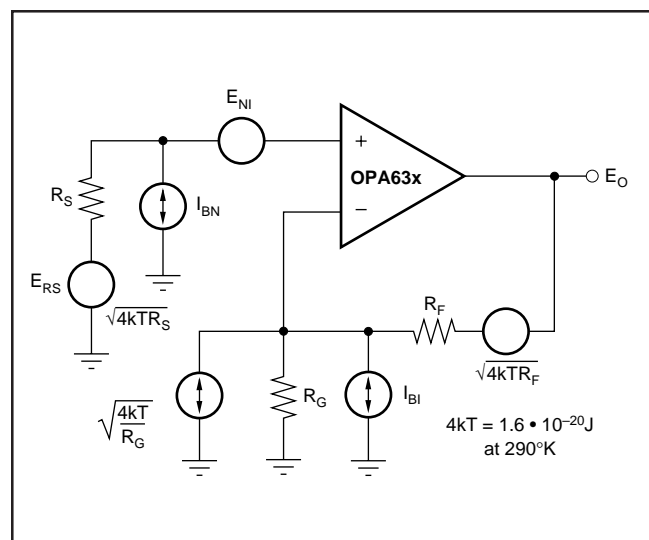 E_NI
+
OPA63x
E_O
R_S
I_BN
−
E_RS
√4kTR_S
R_F
√4kTR_F
√4kT/R_G
R_G
I_BI
4kT = 1.6 • 10^–20J
at 290°K